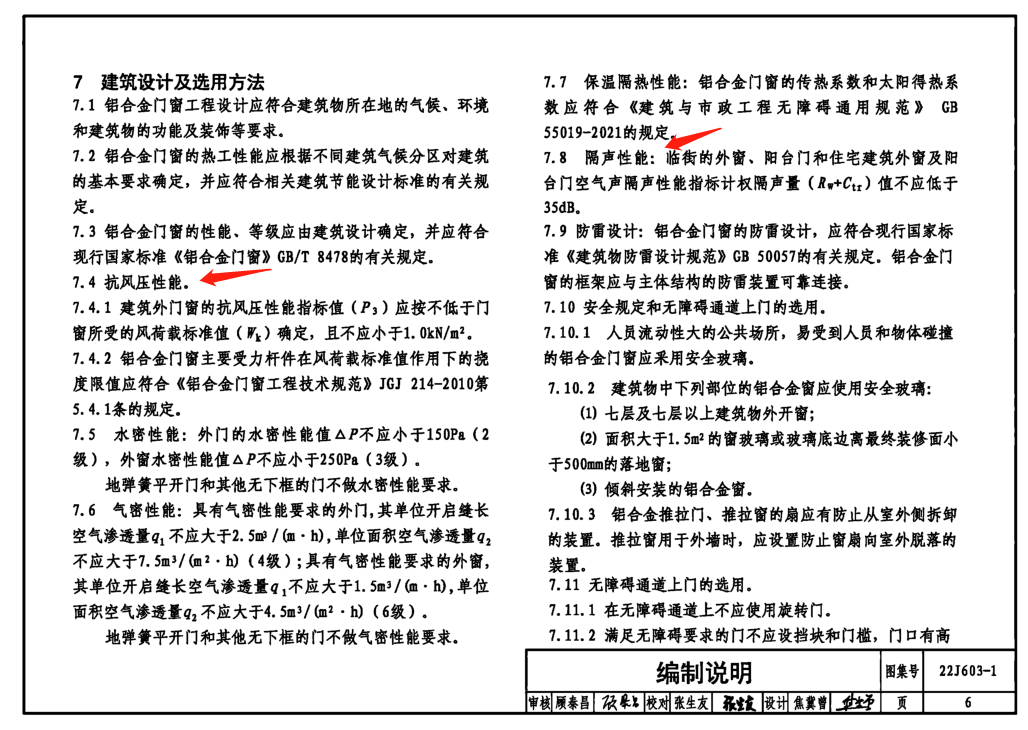 7 建筑设计及选用方法
7.1 铝合金门窗工程设计应符合建筑物所在地的气候、环境
和建筑物的功能及装饰等要求。
7.2 铝合金门窗的热工性能应根据不同建筑气候分区对建筑
的基本要求确定，并应符合相关建筑节能设计标准的有关规
定。
7.3 铝合金门窗的性能、等级应由建筑设计确定，并应符合
现行国家标准《铝合金门窗》GB/T 8478的有关规定。
7.4 抗风压性能。
7.4.1 建筑外门窗的抗风压性能指标值（P₃）应按不低于门
窗所受的风荷载标准值（Wk）确定，且不应小于1.0kN/m²。
7.4.2 铝合金门窗主要受力杆件在风荷载标准值作用下的挠
度限值应符合《铝合金门窗工程技术规范》JGJ 214-2010第
5.4.1条的规定。
7.5 水密性能：外门的水密性能值△P不应小于150Pa（2
级），外窗水密性能值△P不应小于250Pa（3级）。
地弹簧平开门和其他无下框的门不做水密性能要求。
7.6 气密性能：具有气密性能要求的外门,其单位开启缝长
空气渗透量q₁不应大于2.5m³/(m·h),单位面积空气渗透量q₂
不应大于7.5m³/(m²·h)（4级）;具有气密性能要求的外窗,
其单位开启缝长空气渗透量q₁不应大于1.5m³/(m·h),单位
面积空气渗透量q₂不应大于4.5m³/(m²·h)（6级）。
地弹簧平开门和其他无下框的门不做气密性能要求。
7.7 保温隔热性能：铝合金门窗的传热系数和太阳得热系
数应符合《建筑与市政工程无障碍通用规范》 GB
55019-2021的规定。
7.8 隔声性能：临街的外窗、阳台门和住宅建筑外窗及阳
台门空气声隔声性能指标计权隔声量（Rw+Ctr）值不应低于
35dB。
7.9 防雷设计：铝合金门窗的防雷设计，应符合现行国家标
准《建筑物防雷设计规范》GB 50057的有关规定。铝合金门
窗的框架应与主体结构的防雷装置可靠连接。
7.10 安全规定和无障碍通道上门的选用。
7.10.1 人员流动性大的公共场所，易受到人员和物体碰撞
的铝合金门窗应采用安全玻璃。
7.10.2 建筑物中下列部位的铝合金窗应使用安全玻璃:
(1) 七层及七层以上建筑物外开窗;
(2) 面积大于1.5m²的窗玻璃或玻璃底边离最终装修面小
于500mm的落地窗;
(3) 倾斜安装的铝合金窗。
7.10.3 铝合金推拉门、推拉窗的扇应有防止从室外侧拆卸
的装置。推拉窗用于外墙时，应设置防止窗扇向室外脱落的
装置。
7.11 无障碍通道上门的选用。
7.11.1 在无障碍通道上不应使用旋转门。
7.11.2 满足无障碍要求的门不应设挡块和门槛，门口有高
编制说明 图集号 22J603-1
审核 顾泰昌 校对 张生友 设计 焦冀曾 页 6